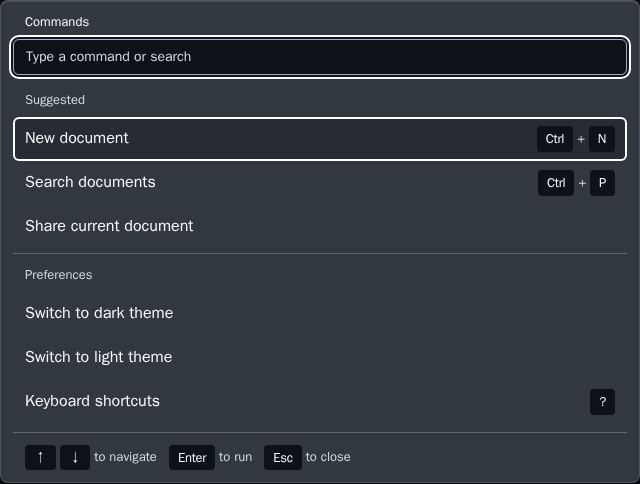 Commands
Type a command or search
Suggested
New document Ctrl + N
Search documents Ctrl + P
Share current document
Preferences
Switch to dark theme
Switch to light theme
Keyboard shortcuts ?
↑ ↓ to navigate Enter to run Esc to close